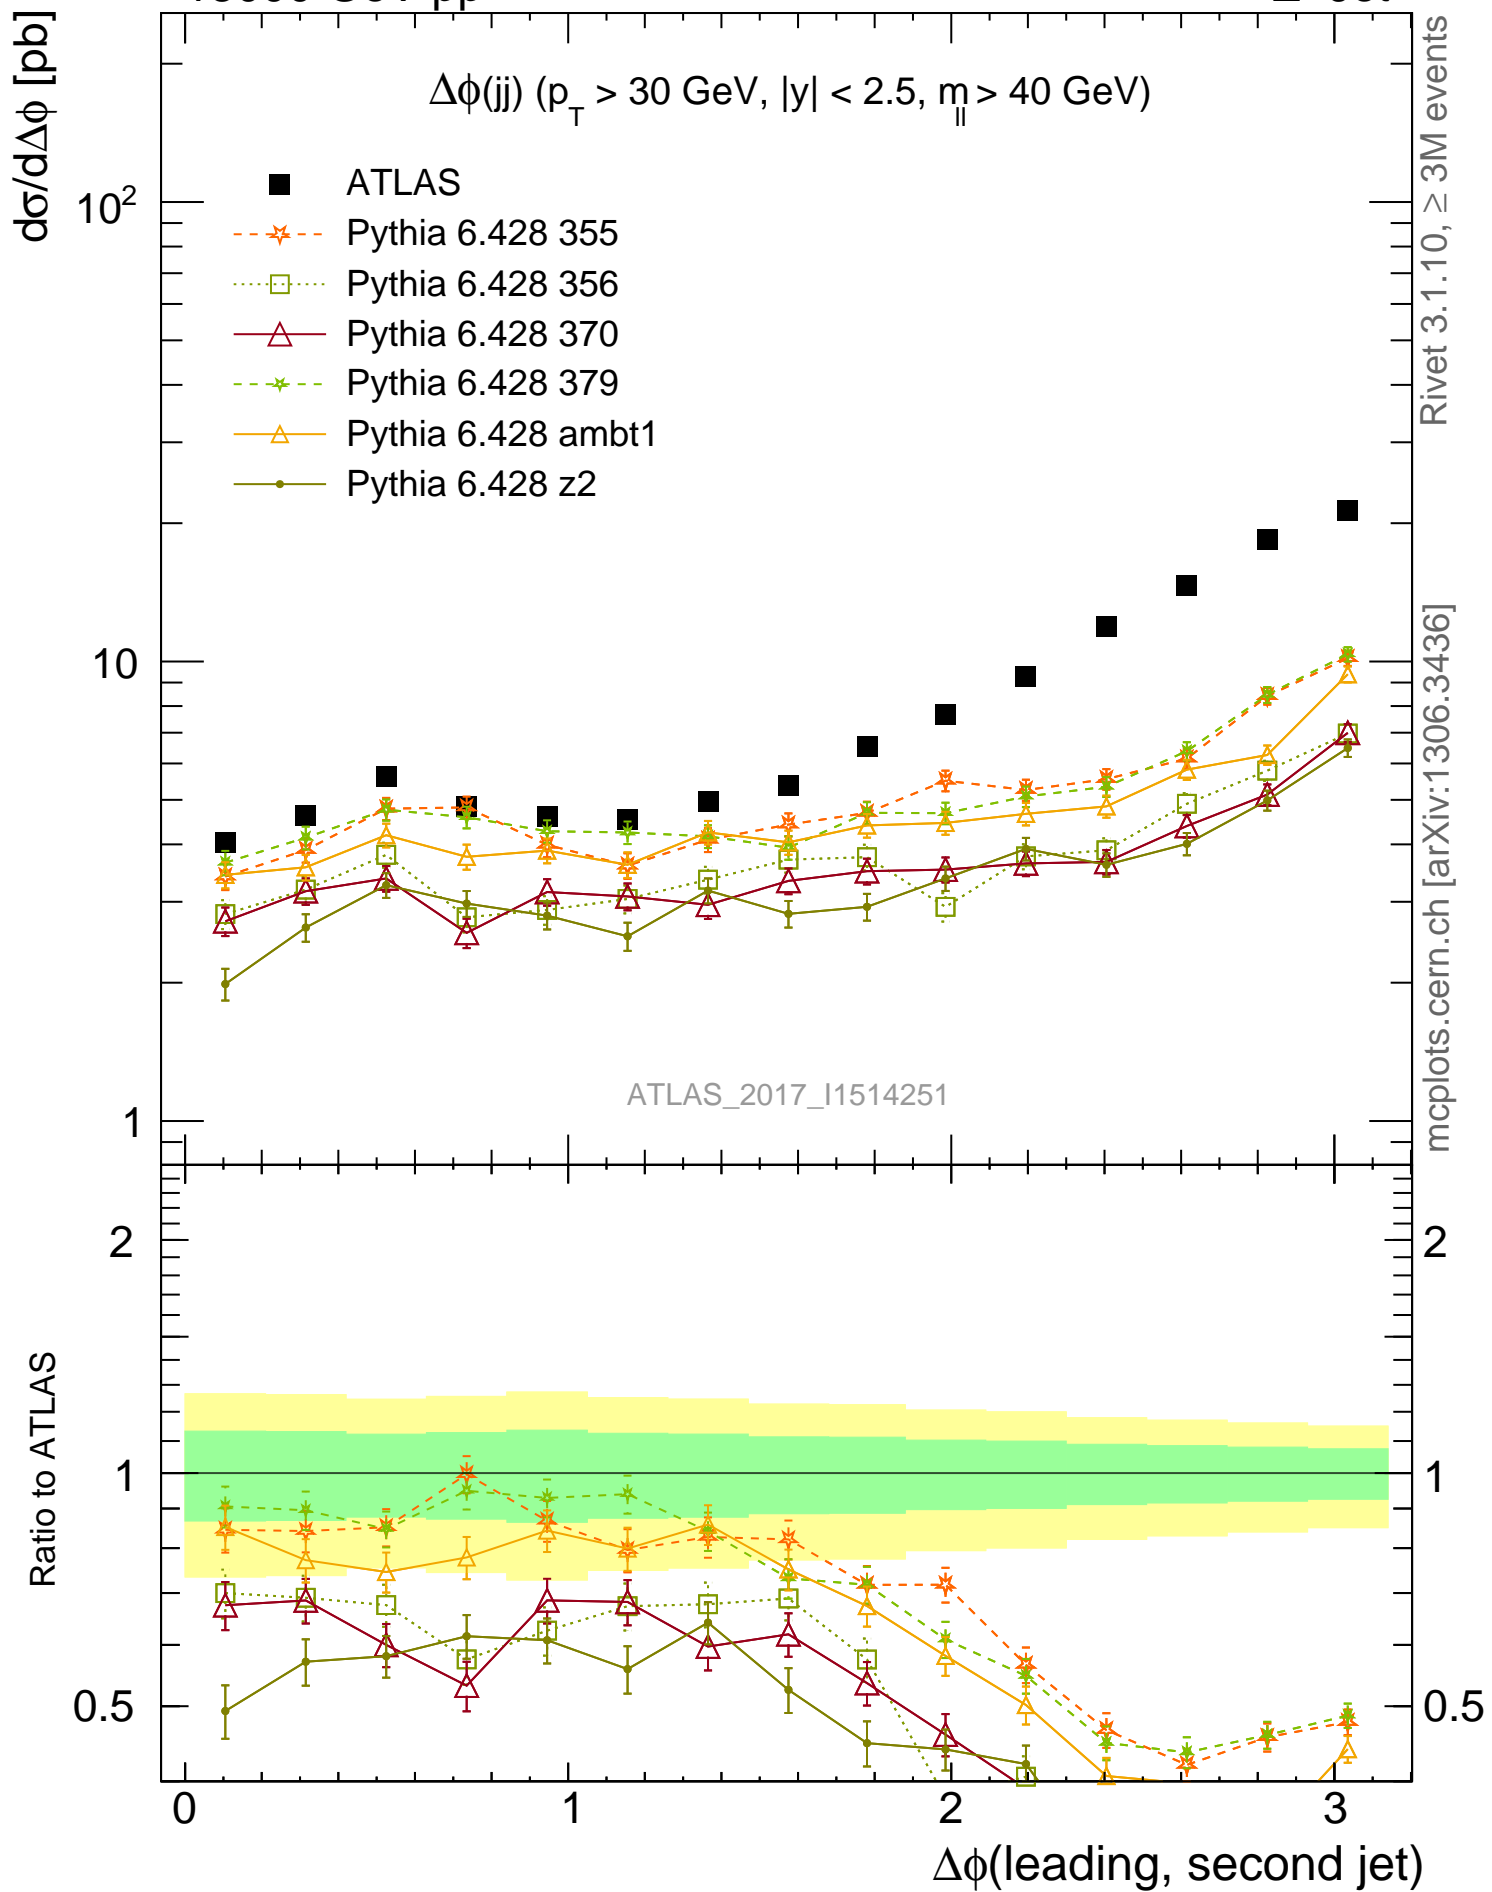 dσ/dΔϕ [pb]
Δϕ(jj) (p_T > 30 GeV, |y| < 2.5, m_ll > 40 GeV)
ATLAS
Pythia 6.428 355
Pythia 6.428 356
Pythia 6.428 370
Pythia 6.428 379
Pythia 6.428 ambt1
Pythia 6.428 z2
10²
10
1
ATLAS_2017_I1514251
Rivet 3.1.10, ≥ 3M events
mcplots.cern.ch [arXiv:1306.3436]
Ratio to ATLAS
2
1
0.5
2
1
0.5
0 1 2 3
Δϕ(leading, second jet)